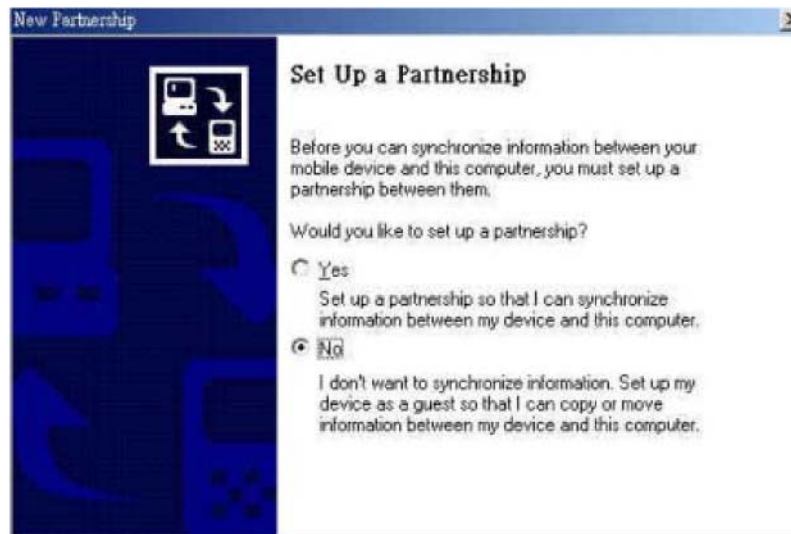 New Partnership
Set Up a Partnership
Before you can synchronize information between your
mobile device and this computer, you must set up a
partnership between them.
Would you like to set up a partnership?
Yes
Set up a partnership so that I can synchronize
information between my device and this computer.
No
I don't want to synchronize information. Set up my
device as a guest so that I can copy or move
information between my device and this computer.